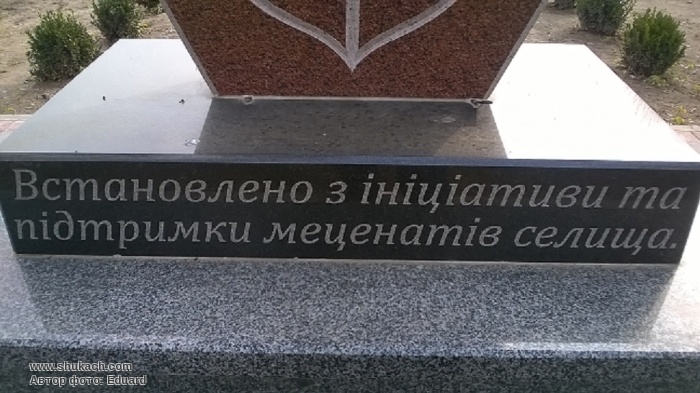 Встановлено з ініціативи та
підтримки меценатів селища.
www.shukach.com
Автор фото: Eduard